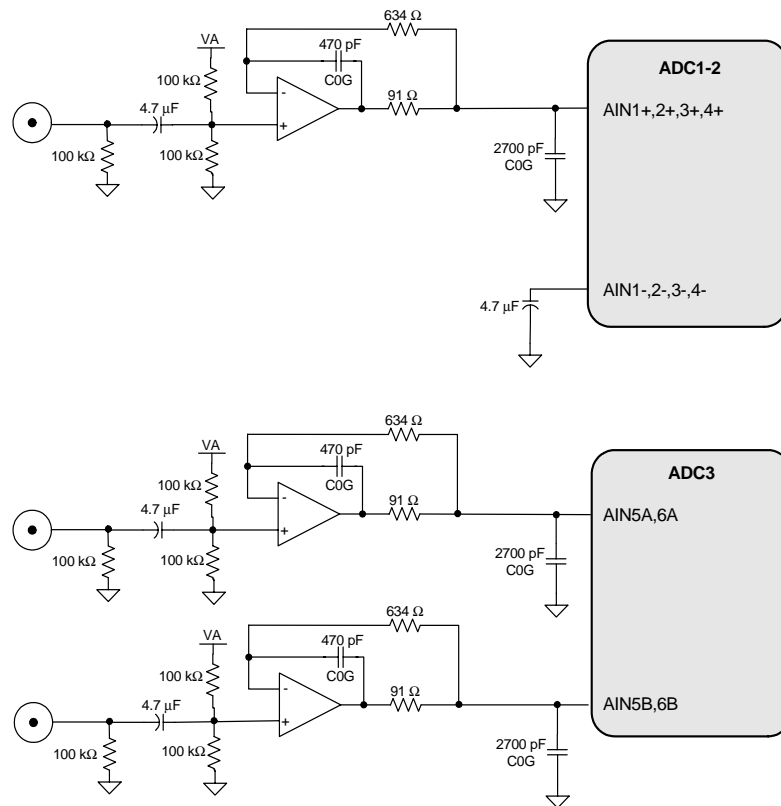 634 Ω
VA
470 pF
C0G
ADC1-2
100 kΩ
4.7 µF
91 Ω
-
+
AIN1+,2+,3+,4+
100 kΩ
100 kΩ
2700 pF
C0G
AIN1-,2-,3-,4-
4.7 µF
634 Ω
VA
470 pF
C0G
ADC3
100 kΩ
4.7 µF
91 Ω
-
+
AIN5A,6A
100 kΩ
100 kΩ
2700 pF
C0G
634 Ω
VA
470 pF
C0G
100 kΩ
4.7 µF
91 Ω
-
+
AIN5B,6B
100 kΩ
100 kΩ
2700 pF
C0G